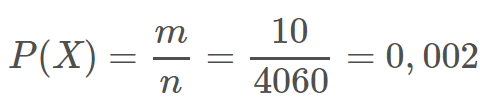 P(X) = m/n = 10/4060 = 0,002